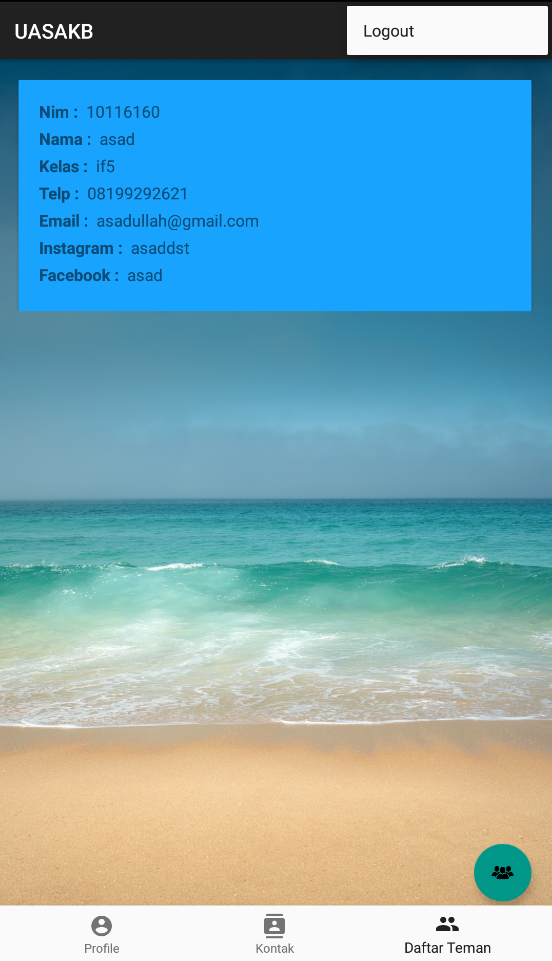 UASAKB
Logout
Nim : 10116160
Nama : asad
Kelas : if5
Telp : 08199292621
Email : asadullah@gmail.com
Instagram : asaddst
Facebook : asad
Profile
Kontak
Daftar Teman